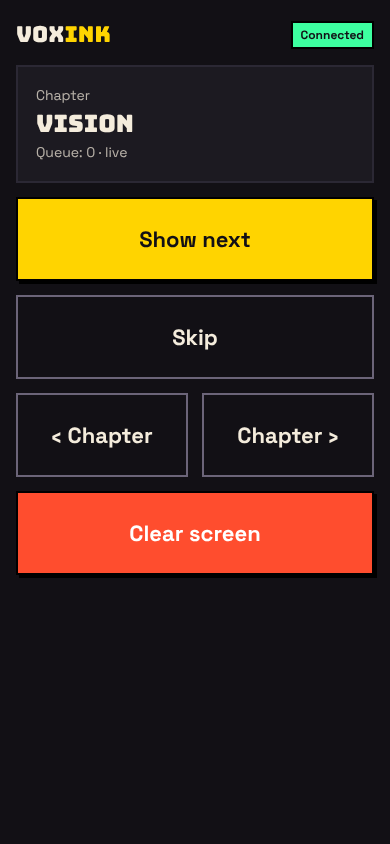 VOXINK
Connected
Chapter
VISION
Queue: 0 · live
Show next
Skip
< Chapter
Chapter >
Clear screen